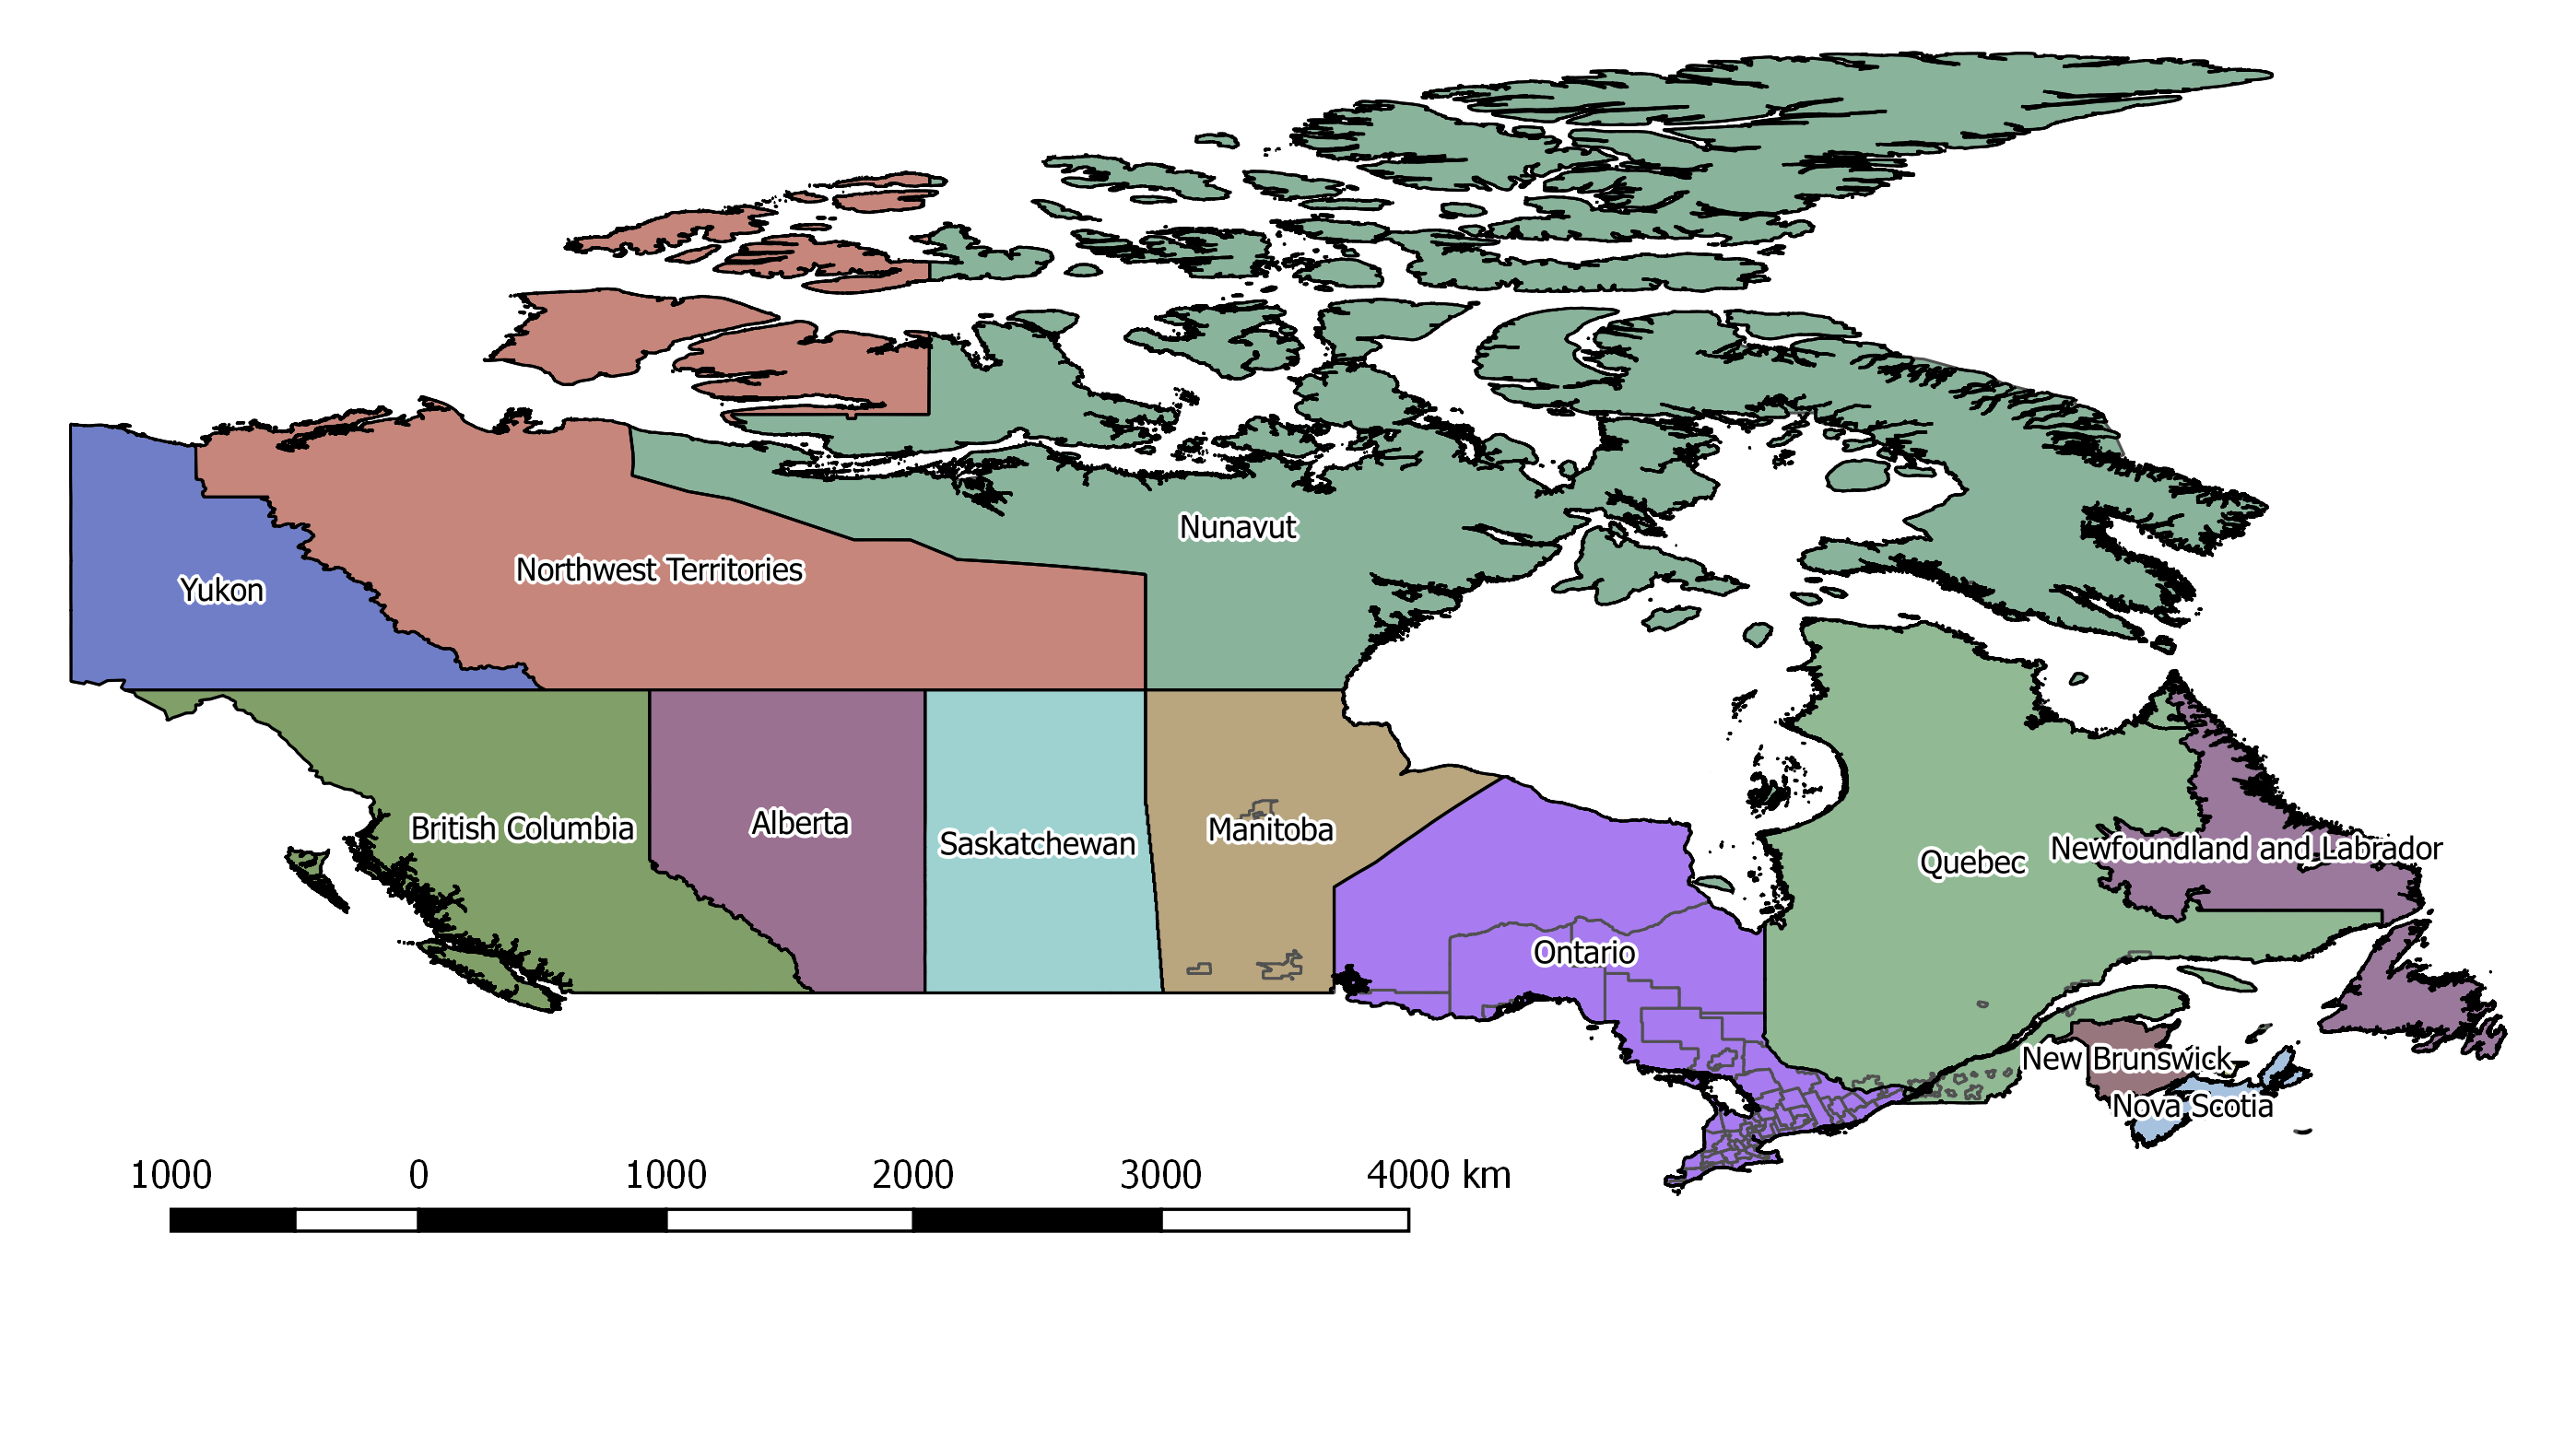 Nunavut
Northwest Territories
Yukon
British Columbia
Alberta
Saskatchewan
Manitoba
Ontario
Quebec
Newfoundland and Labrador
New Brunswick
Nova Scotia
1000 0 1000 2000 3000 4000 km